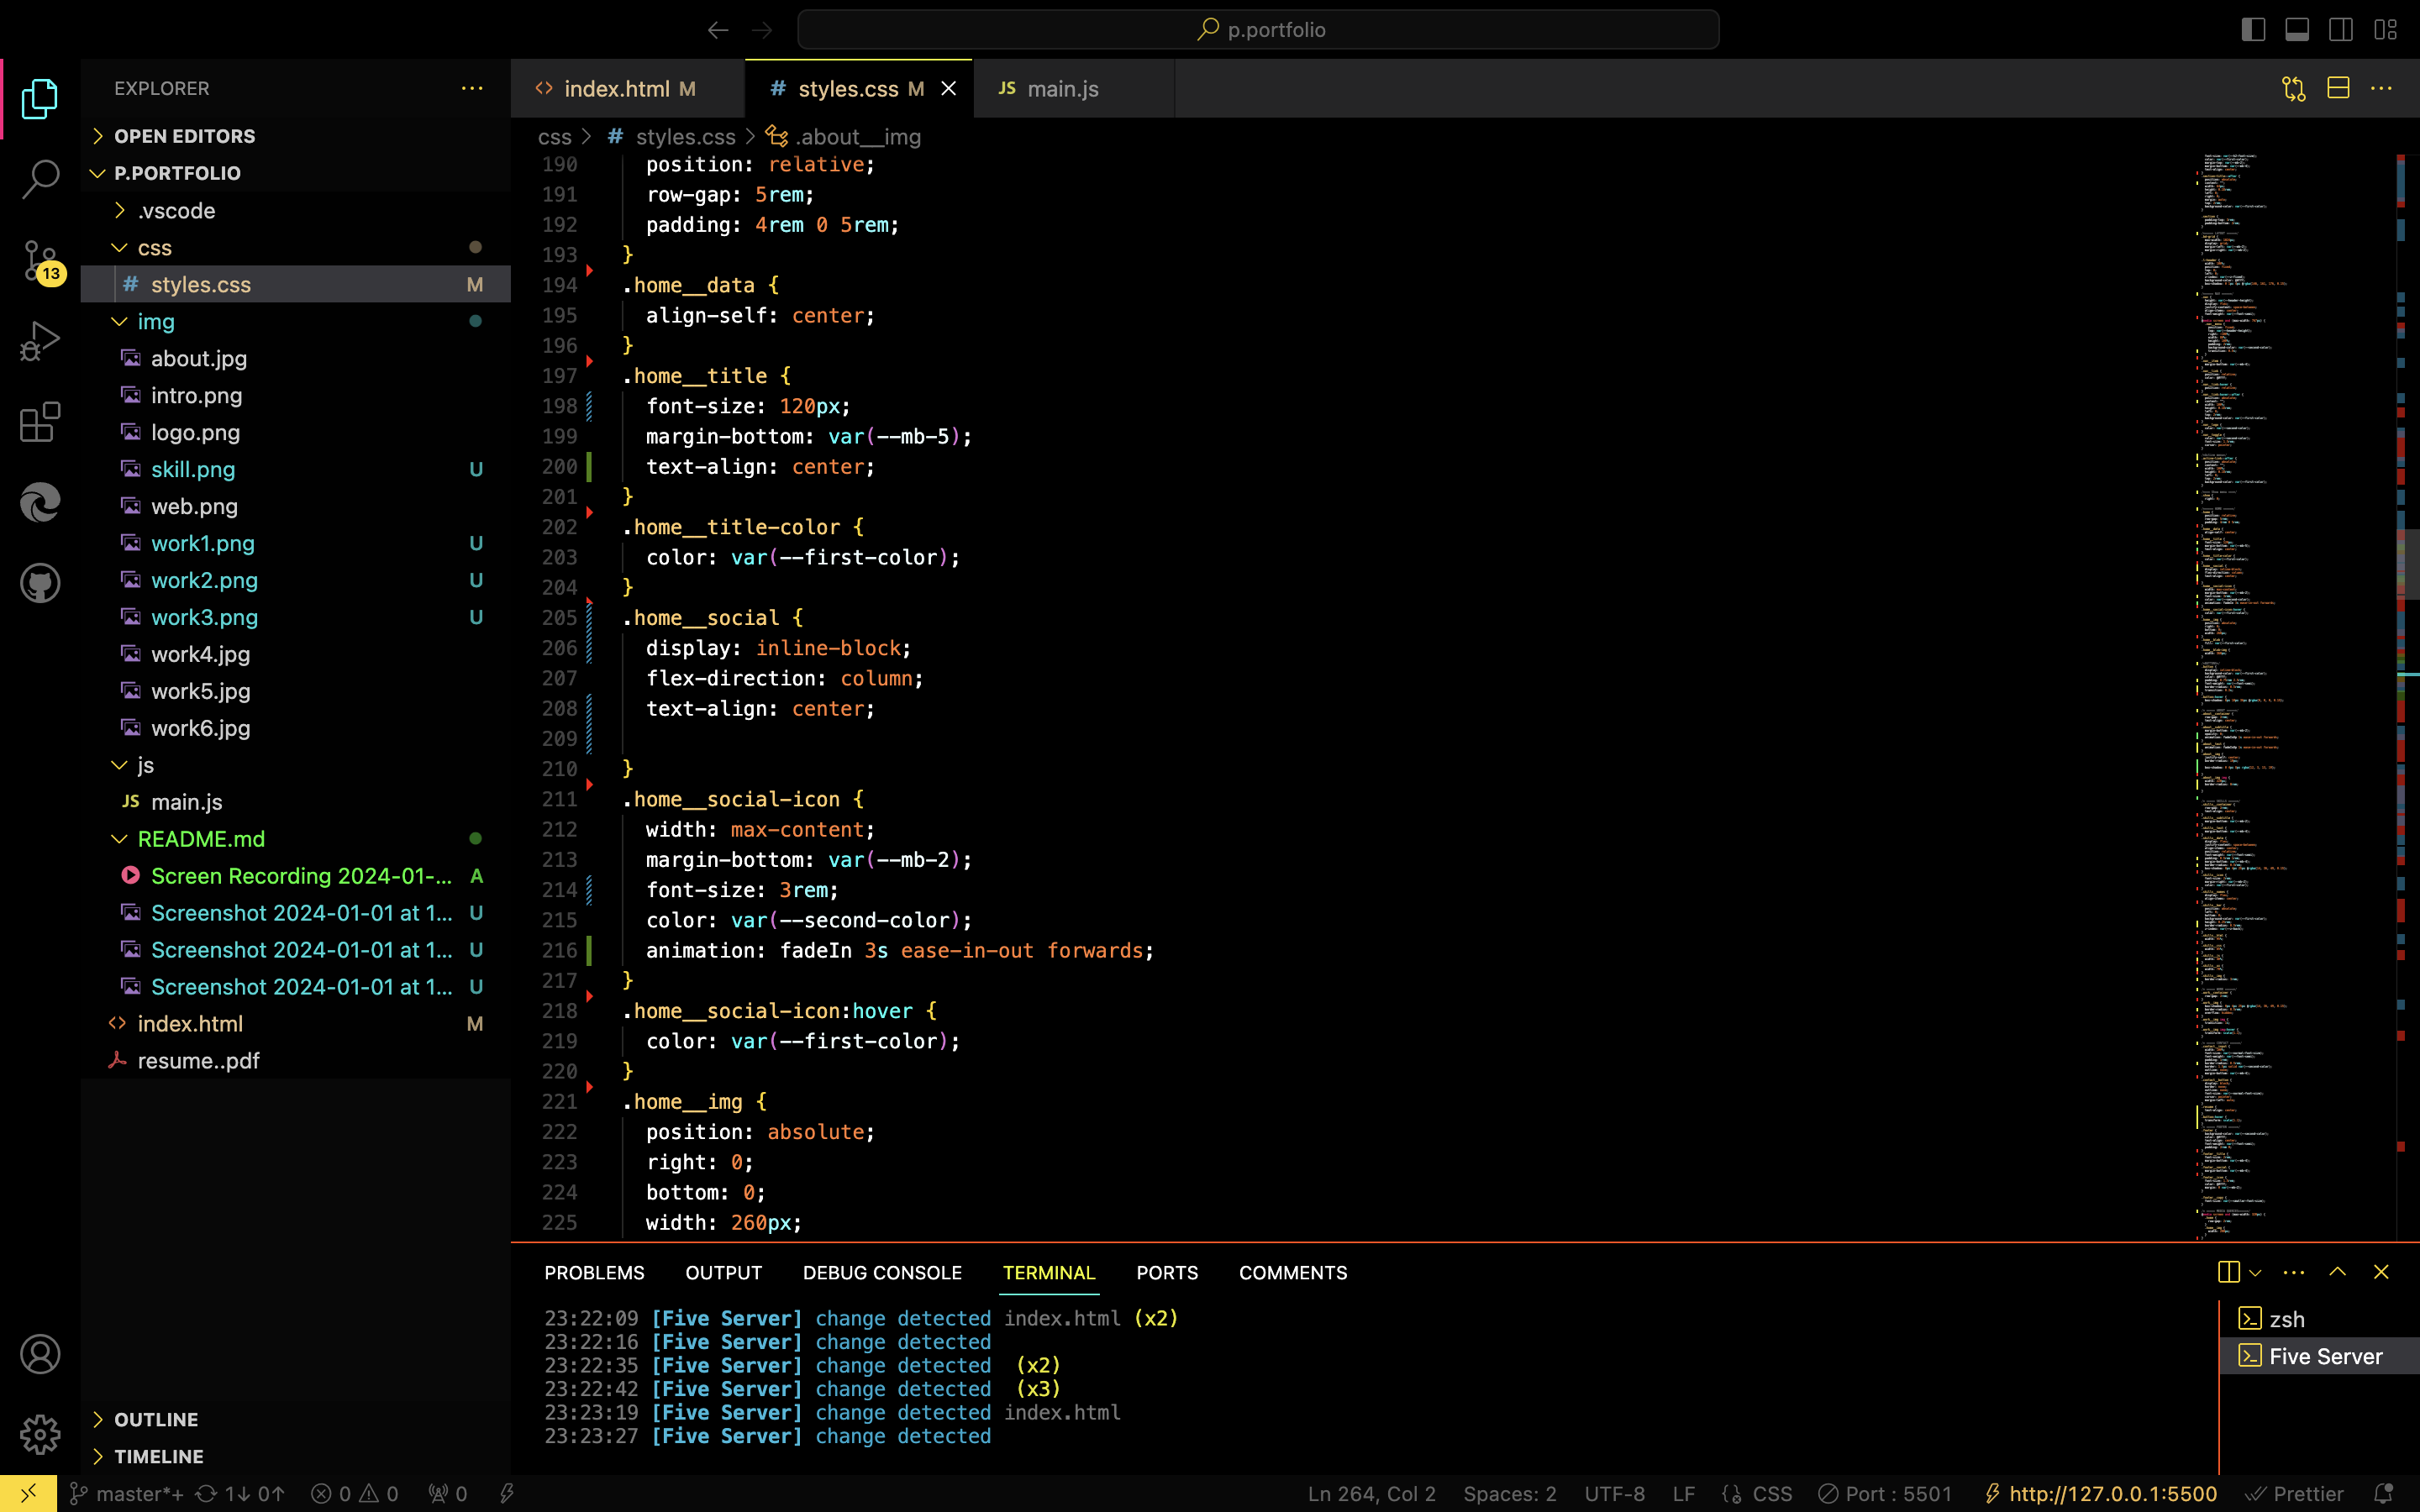 p.portfolio
EXPLORER
OPEN EDITORS
P.PORTFOLIO
.vscode
css
# styles.css M
img
about.jpg
intro.png
logo.png
skill.png U
web.png
work1.png U
work2.png U
work3.png U
work4.jpg
work5.jpg
work6.jpg
js
JS main.js
README.md
Screen Recording 2024-01-... A
Screenshot 2024-01-01 at 1... U
Screenshot 2024-01-01 at 1... U
Screenshot 2024-01-01 at 1... U
<> index.html M
resume..pdf
OUTLINE
TIMELINE
13
<> index.html M
# styles.css M
JS main.js
css > # styles.css > .about__img
190 position: relative;
191 row-gap: 5rem;
192 padding: 4rem 0 5rem;
193 }
194 .home__data {
195 align-self: center;
196 }
197 .home__title {
198 font-size: 120px;
199 margin-bottom: var(--mb-5);
200 text-align: center;
201 }
202 .home__title-color {
203 color: var(--first-color);
204 }
205 .home__social {
206 display: inline-block;
207 flex-direction: column;
208 text-align: center;
209
210 }
211 .home__social-icon {
212 width: max-content;
213 margin-bottom: var(--mb-2);
214 font-size: 3rem;
215 color: var(--second-color);
216 animation: fadeIn 3s ease-in-out forwards;
217 }
218 .home__social-icon:hover {
219 color: var(--first-color);
220 }
221 .home__img {
222 position: absolute;
223 right: 0;
224 bottom: 0;
225 width: 260px;
PROBLEMS OUTPUT DEBUG CONSOLE TERMINAL PORTS COMMENTS
23:22:09 [Five Server] change detected index.html (x2)
23:22:16 [Five Server] change detected
23:22:35 [Five Server] change detected (x2)
23:22:42 [Five Server] change detected (x3)
23:23:19 [Five Server] change detected index.html
23:23:27 [Five Server] change detected
zsh
Five Server
master*+ 1↓ 0↑ 0 0 0 Ln 264, Col 2 Spaces: 2 UTF-8 LF CSS Port : 5501 http://127.0.0.1:5500 Prettier